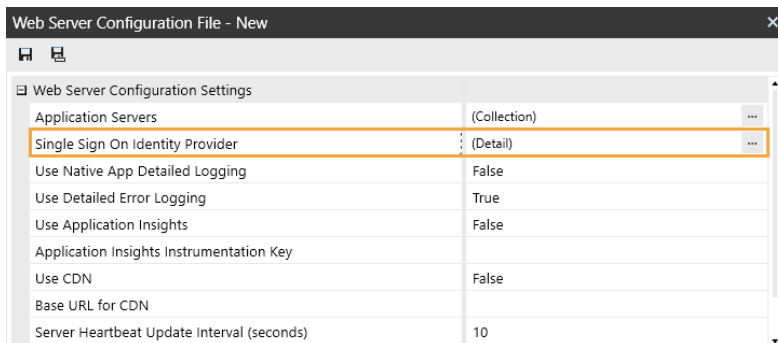 Web Server Configuration File - New
Web Server Configuration Settings
Application Servers (Collection) ...
Single Sign On Identity Provider (Detail) ...
Use Native App Detailed Logging False
Use Detailed Error Logging True
Use Application Insights False
Application Insights Instrumentation Key
Use CDN False
Base URL for CDN
Server Heartbeat Update Interval (seconds) 10